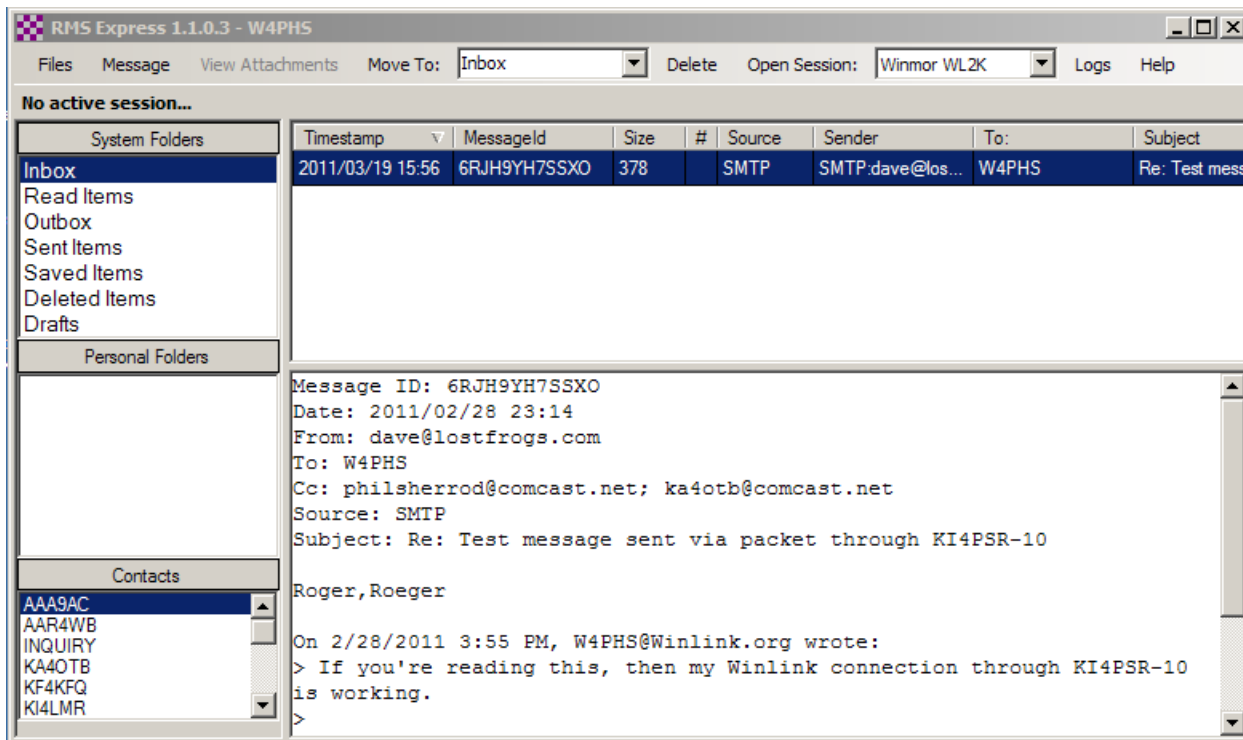 RMS Express 1.1.0.3 - W4PHS
Files Message View Attachments Move To: Inbox Delete Open Session: Winmor WL2K Logs Help
No active session...
System Folders
Inbox
Read Items
Outbox
Sent Items
Saved Items
Deleted Items
Drafts
Personal Folders
Contacts
AAA9AC
AAR4WB
INQUIRY
KA4OTB
KF4KFQ
KI4LMR
Timestamp MessageId Size # Source Sender To: Subject
2011/03/19 15:56 6RJH9YH7SSXO 378 SMTP SMTP:dave@los... W4PHS Re: Test mess
Message ID: 6RJH9YH7SSXO
Date: 2011/02/28 23:14
From: dave@lostfrogs.com
To: W4PHS
Cc: philsherrod@comcast.net; ka4otb@comcast.net
Source: SMTP
Subject: Re: Test message sent via packet through KI4PSR-10
Roger,Roeger
On 2/28/2011 3:55 PM, W4PHS@Winlink.org wrote:
> If you're reading this, then my Winlink connection through KI4PSR-10
is working.
>